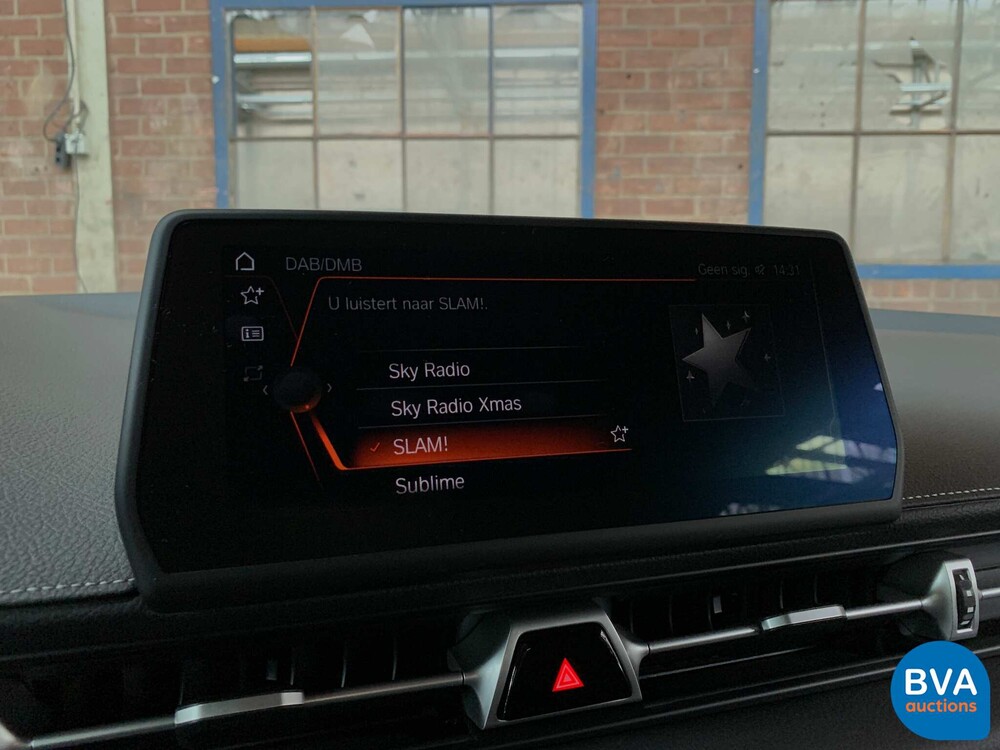 DAB/DMB
Geen sig. 14:31
U luistert naar SLAM!.
Sky Radio
Sky Radio Xmas
SLAM!
Sublime
BVA
auctions